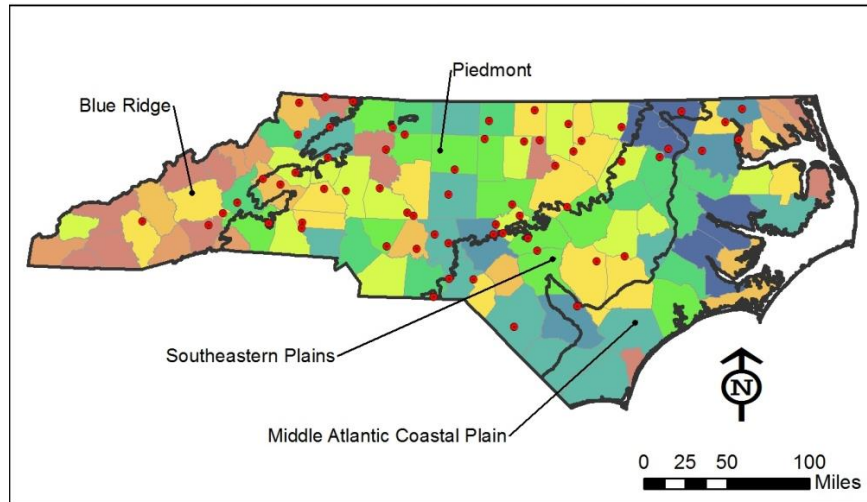 Piedmont
Blue Ridge
Southeastern Plains
Middle Atlantic Coastal Plain
N
0 25 50 100
Miles